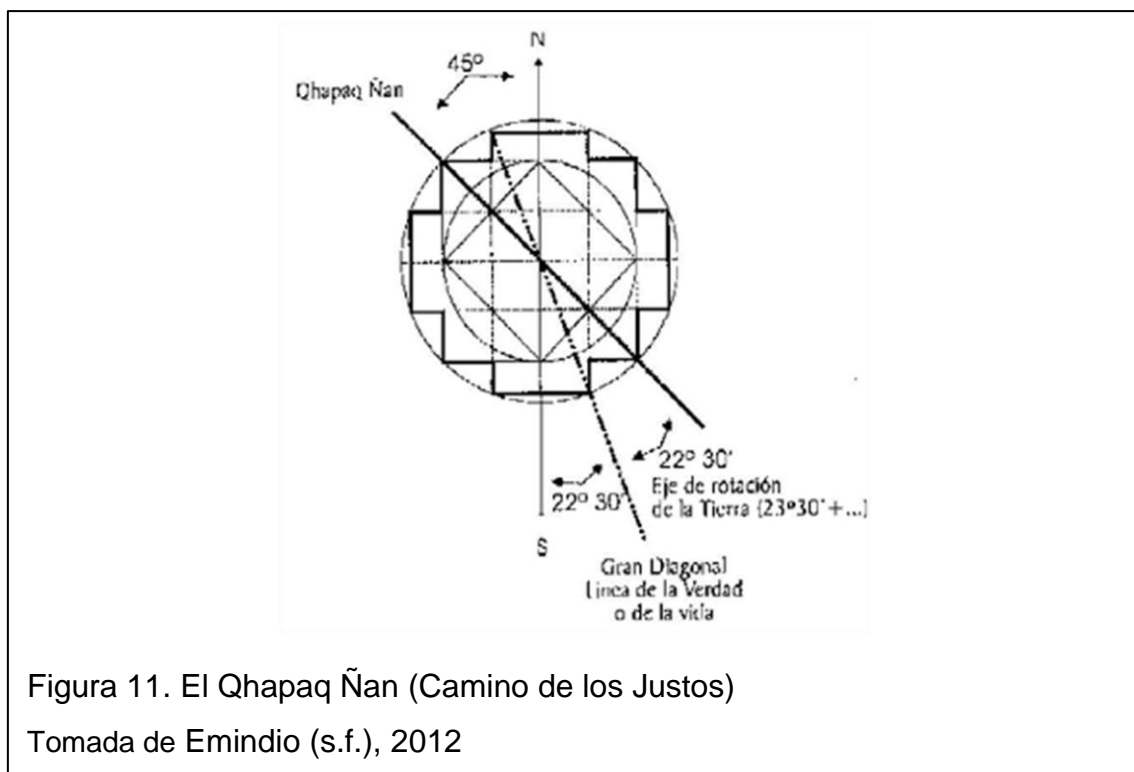 N
45º
Qhapaq Ñan
22º 30'
Eje de rotación
de la Tierra (23º30'+...)
22º 30'
S
Gran Diagonal
Linea de la Verdad
o de la vida
Figura 11. El Qhapaq Ñan (Camino de los Justos)
Tomada de Emindio (s.f.), 2012